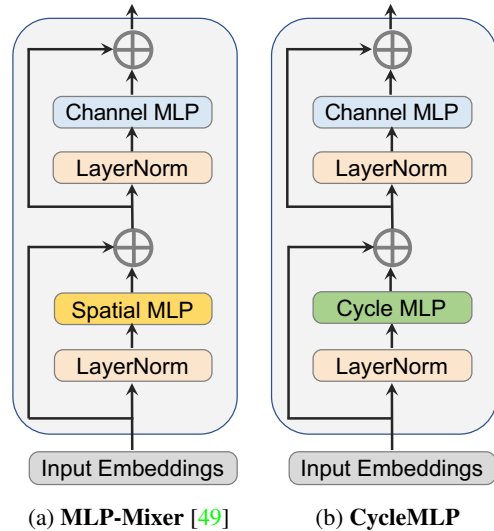 Channel MLP
LayerNorm
Spatial MLP
LayerNorm
Input Embeddings
(a) MLP-Mixer [49]
Channel MLP
LayerNorm
Cycle MLP
LayerNorm
Input Embeddings
(b) CycleMLP